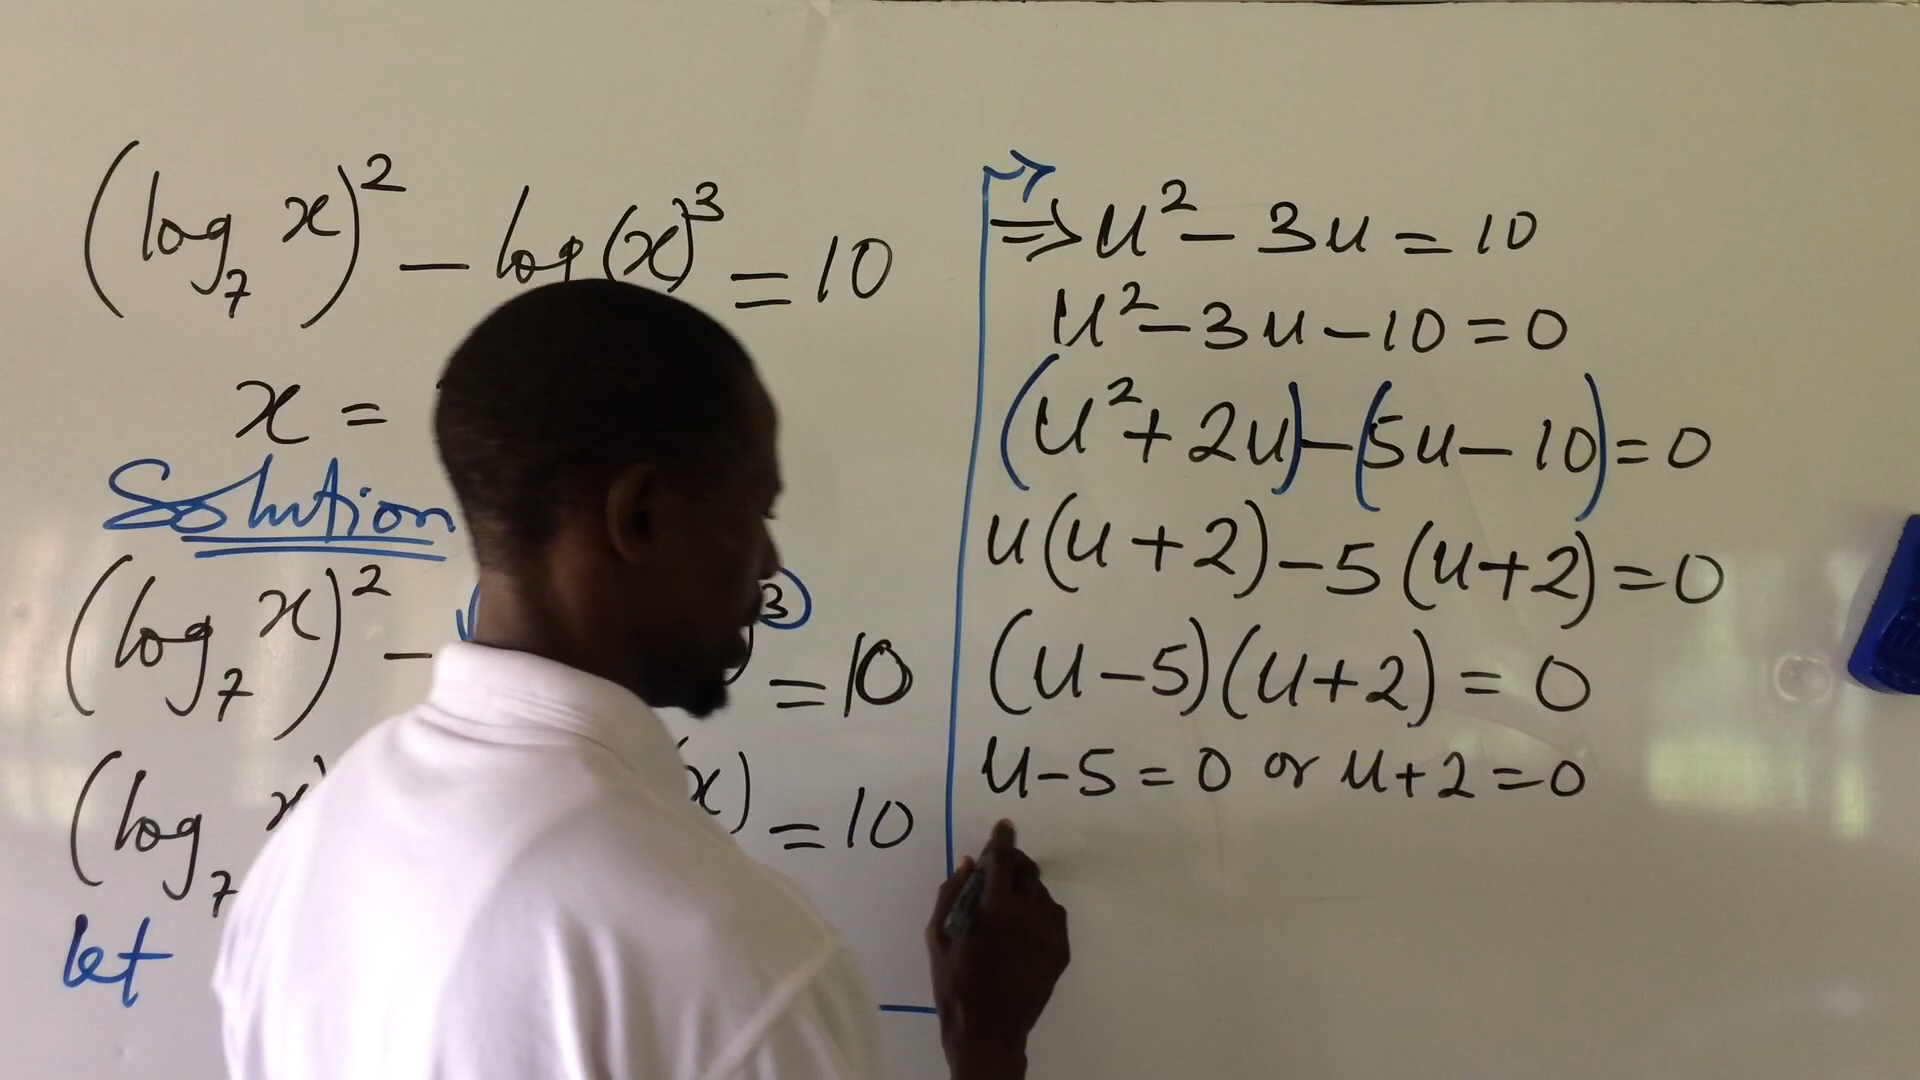 (log₇ x)² − log (x)³ = 10
x =
Solution
(log₇ x)² − ³ = 10
(log₇ x x) = 10
let
⇒ u² − 3u = 10
u² − 3u − 10 = 0
(u² + 2u) − (5u − 10) = 0
u(u + 2) − 5(u + 2) = 0
(u − 5)(u + 2) = 0
u − 5 = 0 or u + 2 = 0